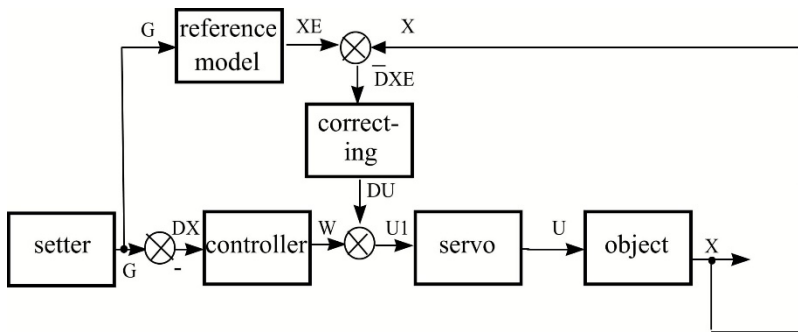 G
reference
model
XE
X
DXE
correct-
ing
DU
setter
G
DX
-
controller
W
U1
servo
U
object
X